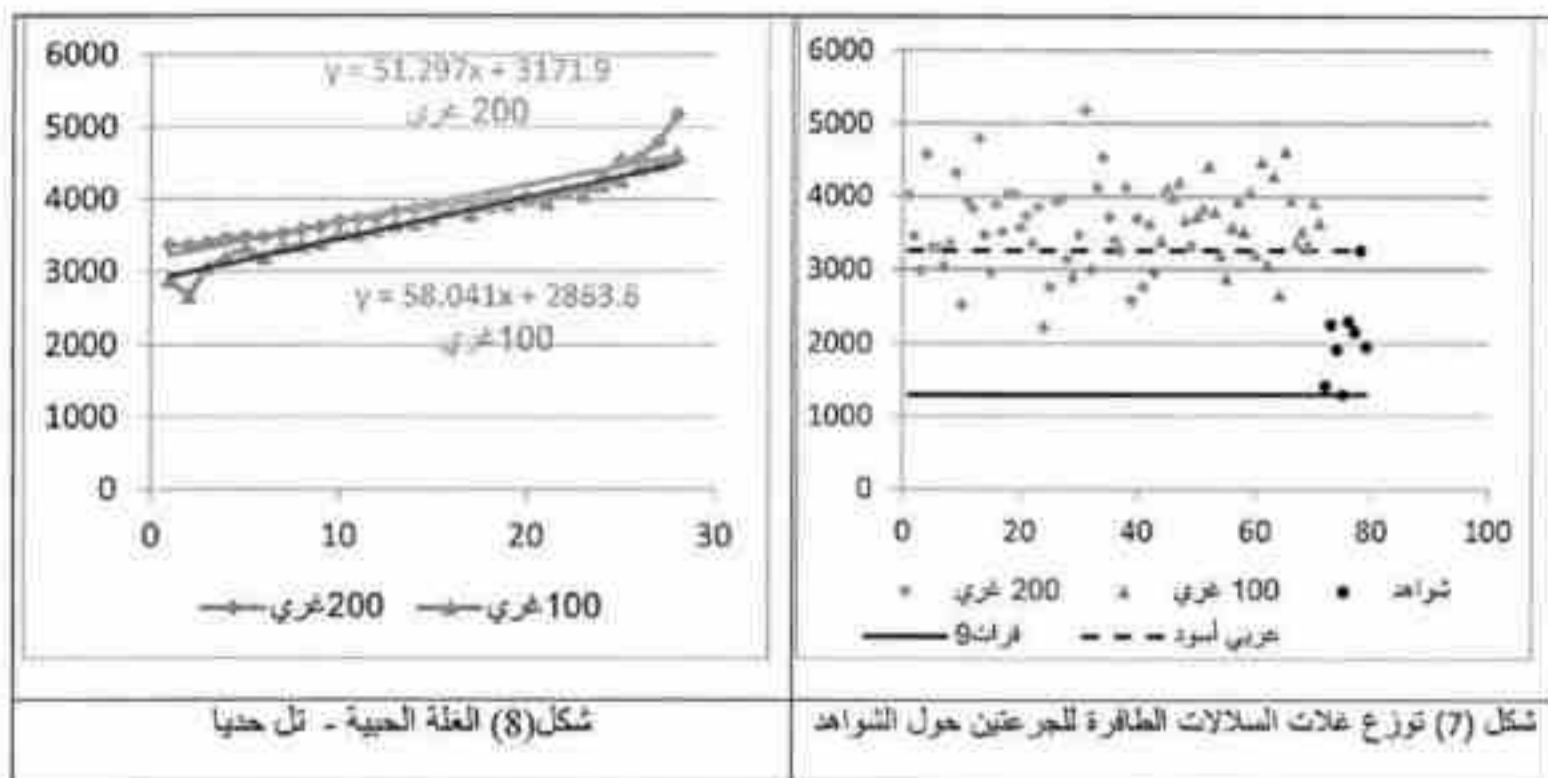 6000
5000
4000
3000
2000
1000
0
0 20 40 60 80 100
200 غري 100 غري شواهد
فرات9 عربي أسود
شكل (7) توزع غلات السلالات الطافرة للجرعتين حول الشواهد
6000
5000
4000
3000
2000
1000
0
y = 51.297x + 3171.9
200 غري
y = 58.041x + 2863.6
100غري
0 10 20 30
200غري 100غري
شكل(8) الغلة الحبية - تل حديا